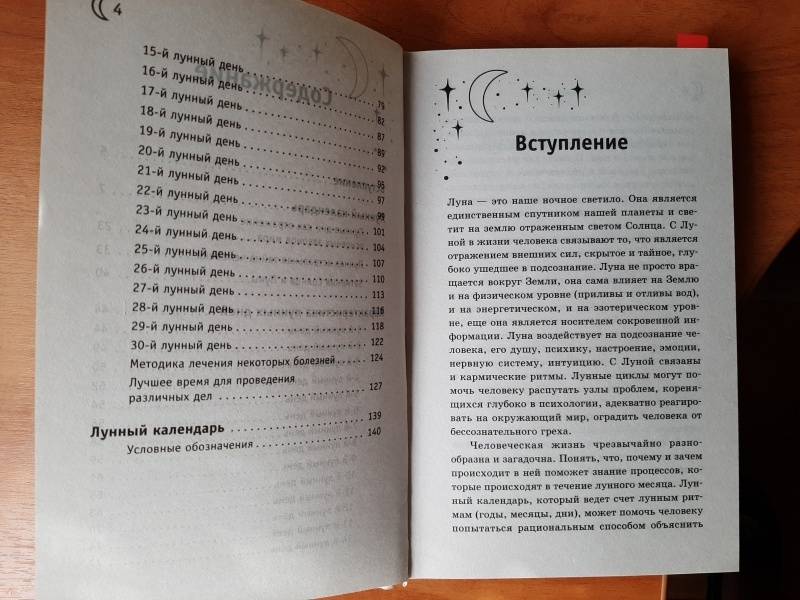 4
15-й лунный день ........ 79
16-й лунный день ........ 82
17-й лунный день ........ 87
18-й лунный день ........ 89
19-й лунный день ........ 92
20-й лунный день ........ 95
21-й лунный день ........ 97
22-й лунный день ........ 99
23-й лунный день ........ 101
24-й лунный день ........ 104
25-й лунный день ........ 107
26-й лунный день ........ 110
27-й лунный день ........ 113
28-й лунный день ........ 116
29-й лунный день ........ 118
30-й лунный день ........ 122
Методика лечения некоторых болезней ..... 124
Лучшее время для проведения
различных дел ........ 127
Лунный календарь ........ 139
Условные обозначения ........ 140
Вступление
Луна — это наше ночное светило. Она является
единственным спутником нашей планеты и све-
тит на землю отраженным светом Солнца. С Лу-
ной в жизни человека связывают то, что является
отражением внешних сил, скрытое и тайное, глу-
боко ушедшее в подсознание. Луна не просто вра-
щается вокруг Земли, она сама влияет на Землю
и на физическом уровне (приливы и отливы вод),
и на энергетическом, и на эзотерическом уров-
не, еще она является носителем сокровенной ин-
формации. Луна воздействует на подсознание че-
ловека, его душу, психику, настроение, эмоции,
нервную систему, интуицию. С Луной связаны
и кармические ритмы. Лунные циклы могут по-
мочь человеку распутать узлы проблем, кореня-
щихся глубоко в психологии, адекватно реагиро-
вать на окружающий мир, оградить человека от
бессознательного греха.
Человеческая жизнь чрезвычайно разно-
образна и загадочна. Понять, что, почему и зачем
происходит в ней поможет знание процессов, ко-
торые происходят в течение лунного месяца. Лун-
ный календарь, который ведет счет лунным рит-
мам (годы, месяцы, дни), может помочь человеку
попытаться рациональным способом объяснить